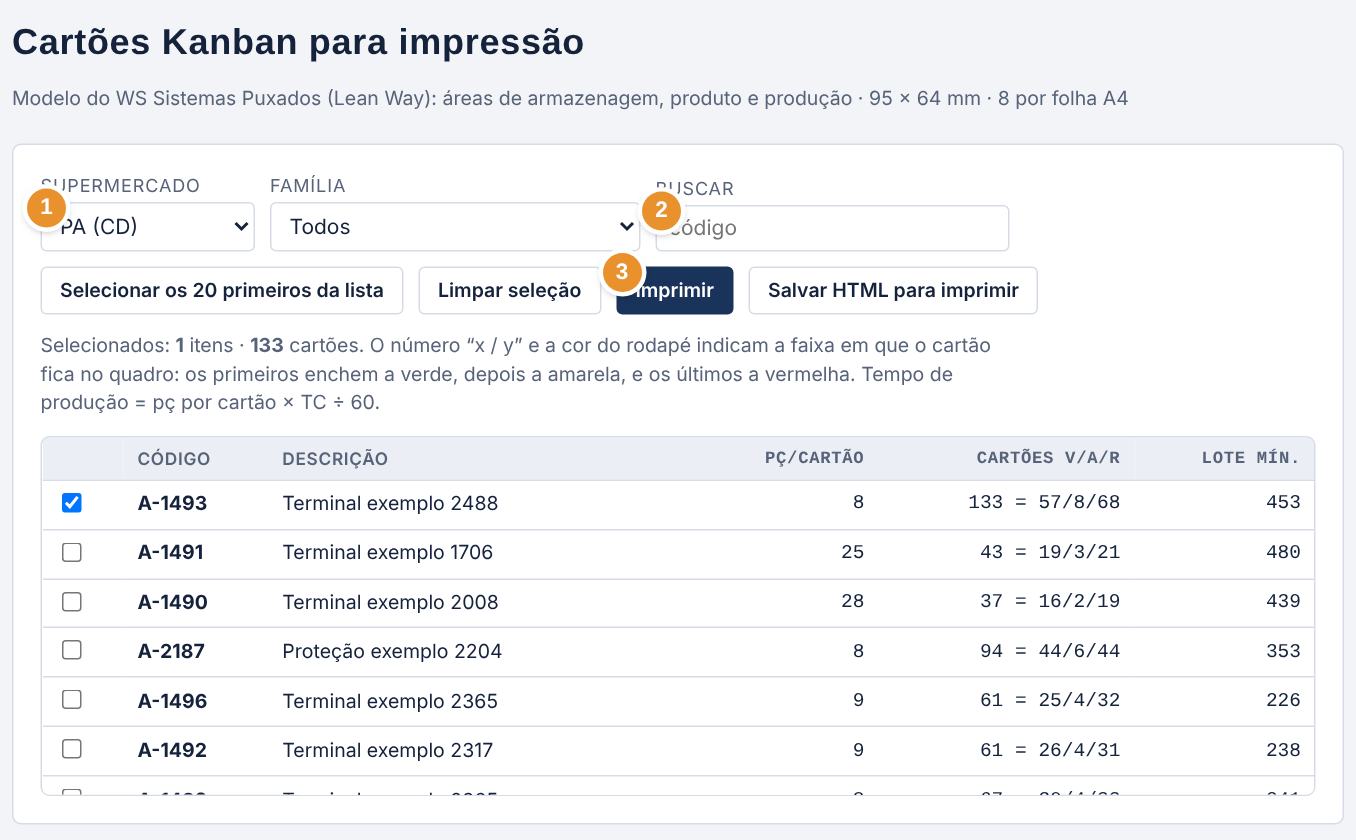 Cartões Kanban para impressão
Modelo do WS Sistemas Puxados (Lean Way): áreas de armazenagem, produto e produção · 95 × 64 mm · 8 por folha A4
SUPERMERCADO FAMÍLIA BUSCAR
1 PA (CD) Todos 2 código
Selecionar os 20 primeiros da lista Limpar seleção 3 Imprimir Salvar HTML para imprimir
Selecionados: 1 itens · 133 cartões. O número “x / y” e a cor do rodapé indicam a faixa em que o cartão
fica no quadro: os primeiros enchem a verde, depois a amarela, e os últimos a vermelha. Tempo de
produção = pç por cartão × TC ÷ 60.
CÓDIGO DESCRIÇÃO PÇ/CARTÃO CARTÕES V/A/R LOTE MÍN.
A-1493 Terminal exemplo 2488 8 133 = 57/8/68 453
A-1491 Terminal exemplo 1706 25 43 = 19/3/21 480
A-1490 Terminal exemplo 2008 28 37 = 16/2/19 439
A-2187 Proteção exemplo 2204 8 94 = 44/6/44 353
A-1496 Terminal exemplo 2365 9 61 = 25/4/32 226
A-1492 Terminal exemplo 2317 9 61 = 26/4/31 238